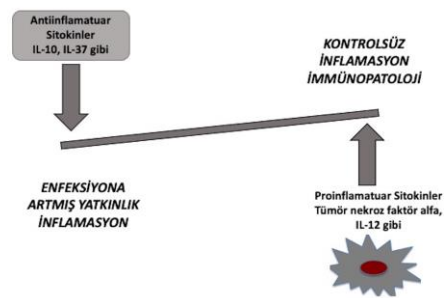 Antiinflamatuar
Sitokinler
IL-10, IL-37 gibi
KONTROLSÜZ
İNFLAMASYON
İMMÜNOPATOLOJİ
ENFEKSİYONA
ARTMIŞ YATKINLIK
İNFLAMASYON
Proinflamatuar Sitokinler
Tümör nekroz faktör alfa,
IL-12 gibi